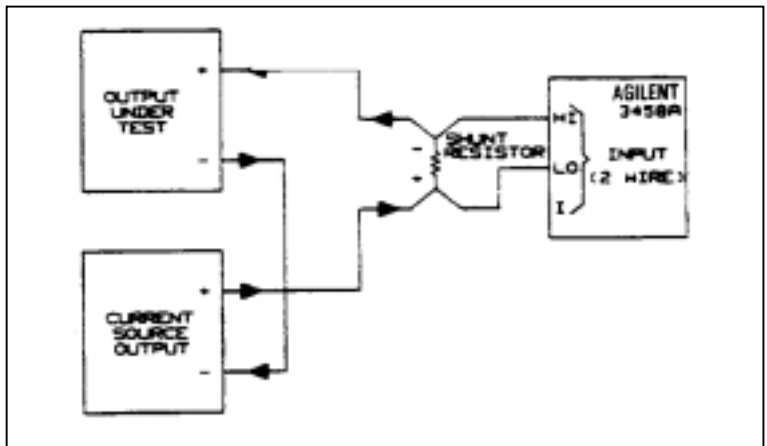 OUTPUT
UNDER
TEST
+
-
CURRENT
SOURCE
OUTPUT
+
-
-
+
SHUNT
RESISTOR
AGILENT
3458A
HI
LO
I
INPUT
(2 WIRE)